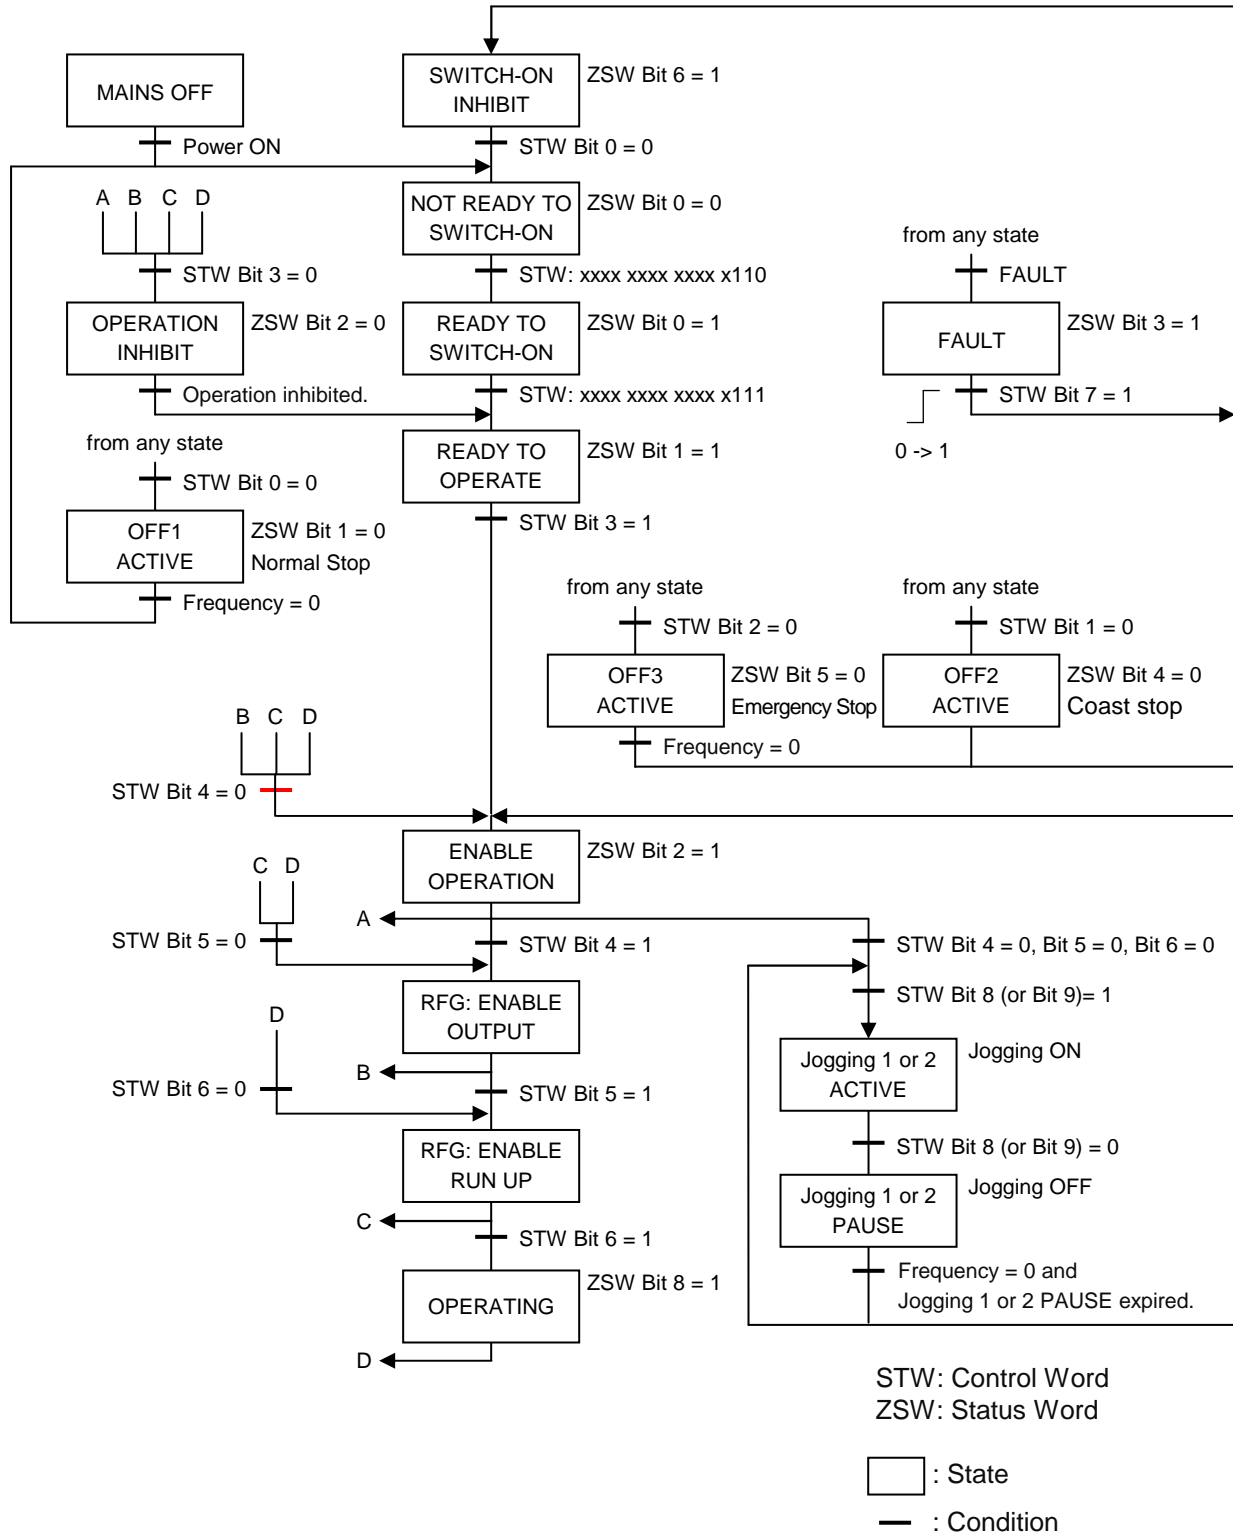 MAINS OFF
SWITCH-ON
INHIBIT
ZSW Bit 6 = 1
Power ON
STW Bit 0 = 0
A B C D
NOT READY TO
SWITCH-ON
ZSW Bit 0 = 0
from any state
STW Bit 3 = 0
STW: xxxx xxxx xxxx x110
FAULT
OPERATION
INHIBIT
ZSW Bit 2 = 0
READY TO
SWITCH-ON
ZSW Bit 0 = 1
FAULT
ZSW Bit 3 = 1
Operation inhibited.
STW: xxxx xxxx xxxx x111
STW Bit 7 = 1
0 -> 1
from any state
READY TO
OPERATE
ZSW Bit 1 = 1
STW Bit 0 = 0
STW Bit 3 = 1
OFF1
ACTIVE
ZSW Bit 1 = 0
Normal Stop
Frequency = 0
from any state
from any state
STW Bit 2 = 0
STW Bit 1 = 0
OFF3
ACTIVE
ZSW Bit 5 = 0
Emergency Stop
OFF2
ACTIVE
ZSW Bit 4 = 0
Coast stop
Frequency = 0
B C D
STW Bit 4 = 0
ENABLE
OPERATION
ZSW Bit 2 = 1
C D
A
STW Bit 5 = 0
STW Bit 4 = 1
STW Bit 4 = 0, Bit 5 = 0, Bit 6 = 0
STW Bit 8 (or Bit 9)= 1
RFG: ENABLE
OUTPUT
D
Jogging 1 or 2
ACTIVE
Jogging ON
B
STW Bit 6 = 0
STW Bit 5 = 1
STW Bit 8 (or Bit 9) = 0
RFG: ENABLE
RUN UP
Jogging 1 or 2
PAUSE
Jogging OFF
C
STW Bit 6 = 1
Frequency = 0 and
Jogging 1 or 2 PAUSE expired.
OPERATING
ZSW Bit 8 = 1
D
STW: Control Word
ZSW: Status Word
: State
: Condition